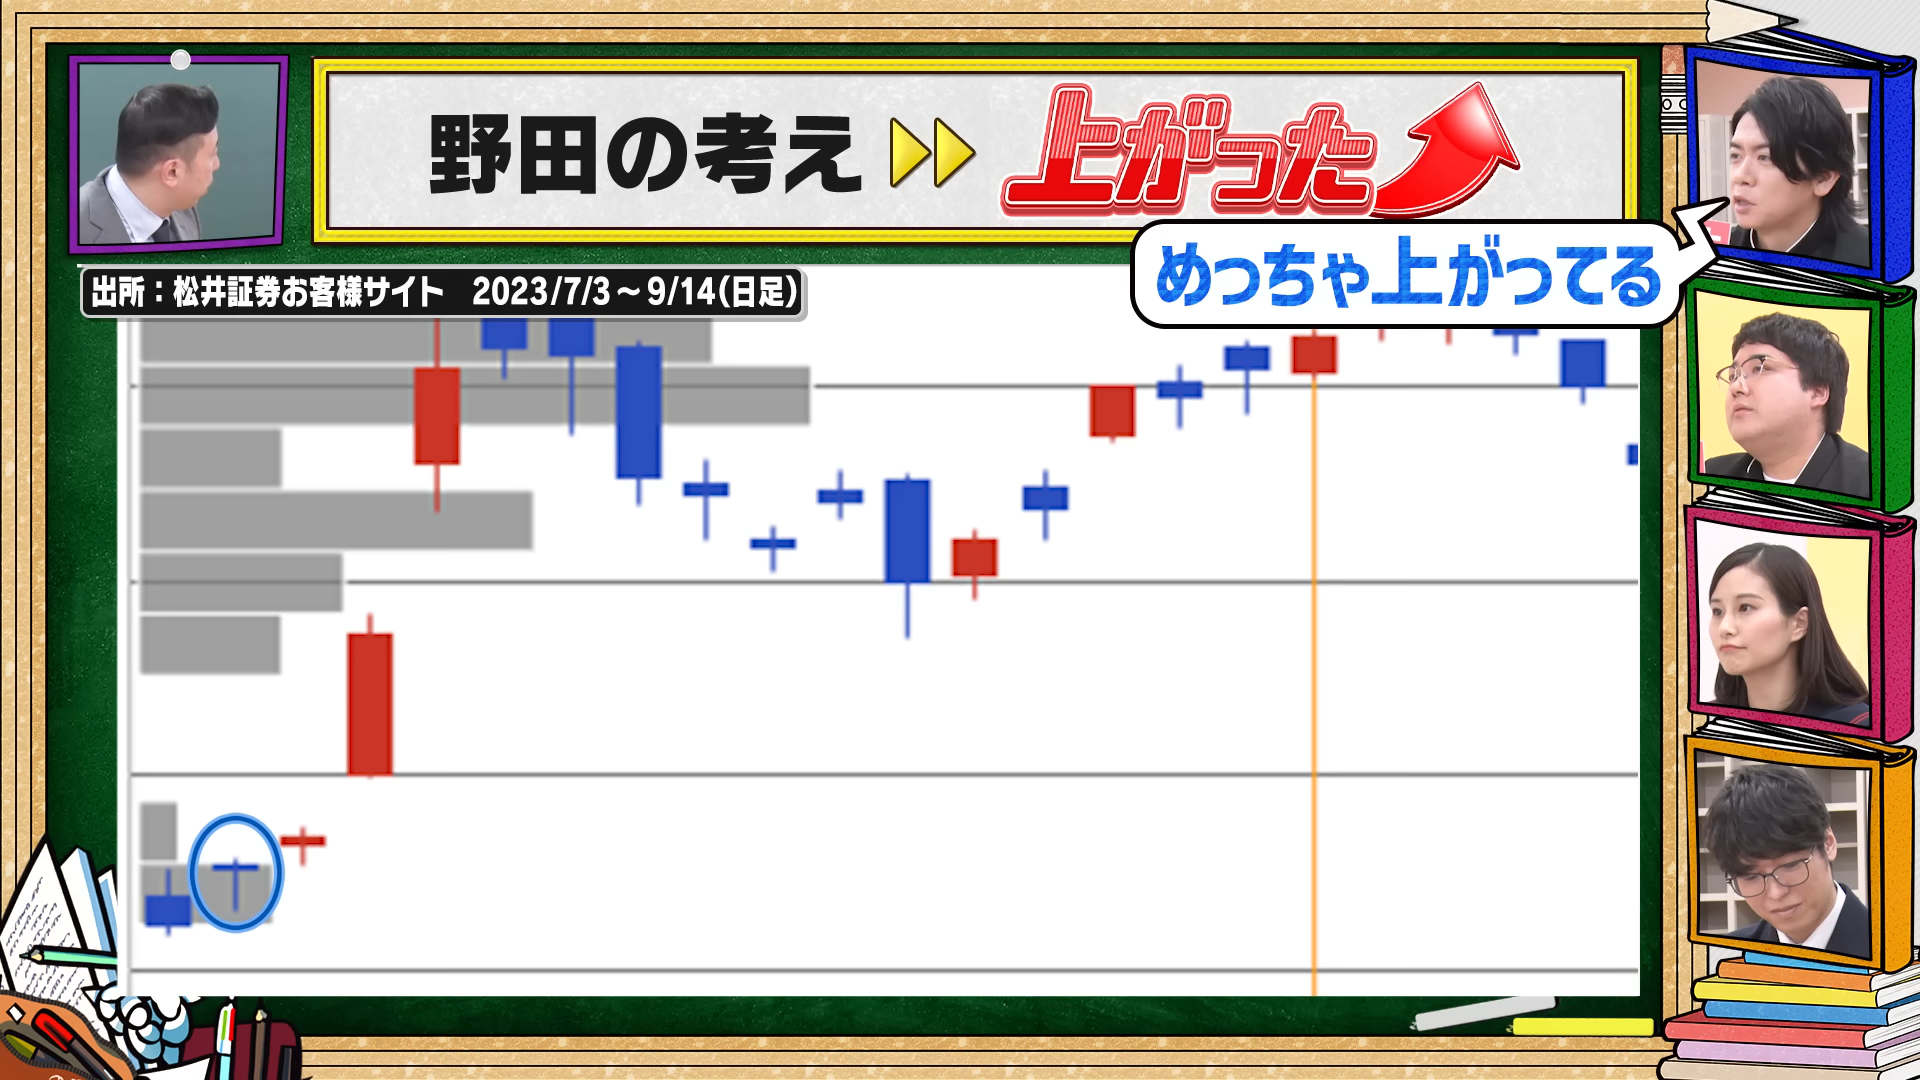 野田の考え
上がった
めっちゃ上がってる
出所：松井証券お客様サイト 2023/7/3～9/14(日足)